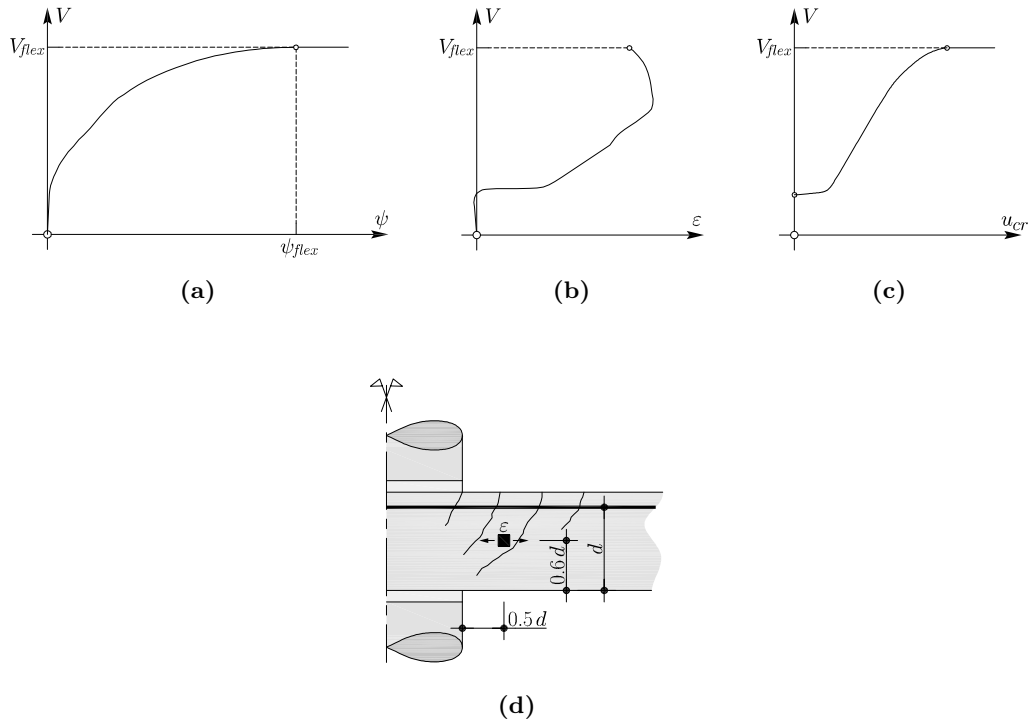 V
V_flex
ψ
ψ_flex
(a)
V
V_flex
ε
(b)
V
V_flex
u_cr
(c)
ε
0.6 d
d
0.5 d
(d)